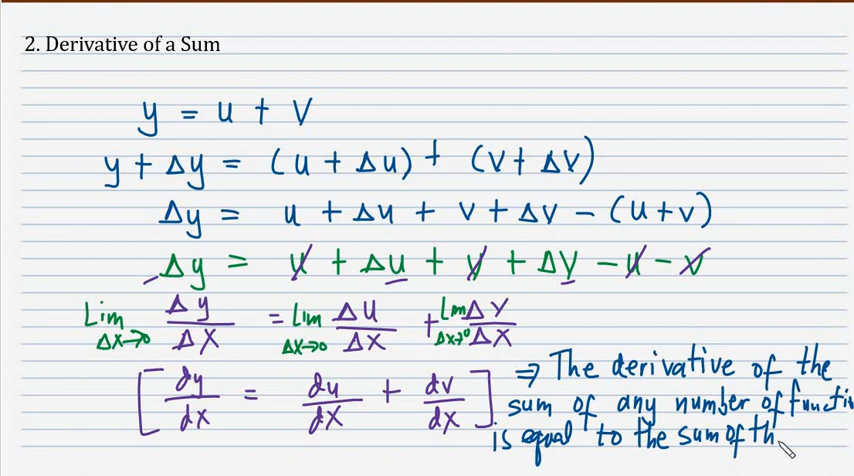 2. Derivative of a Sum
y = u + v
y + Δy = (u + Δu) + (v + Δv)
Δy = u + Δu + v + Δv - (u + v)
Δy = u + Δu + v + Δv - u - v
Lim Δx→0 Δy/Δx = Lim Δx→0 Δu/Δx + Lim Δx→0 Δv/Δx
[dy/dx = du/dx + dv/dx]
⇒ The derivative of the
sum of any number of functi
is equal to the sum of th